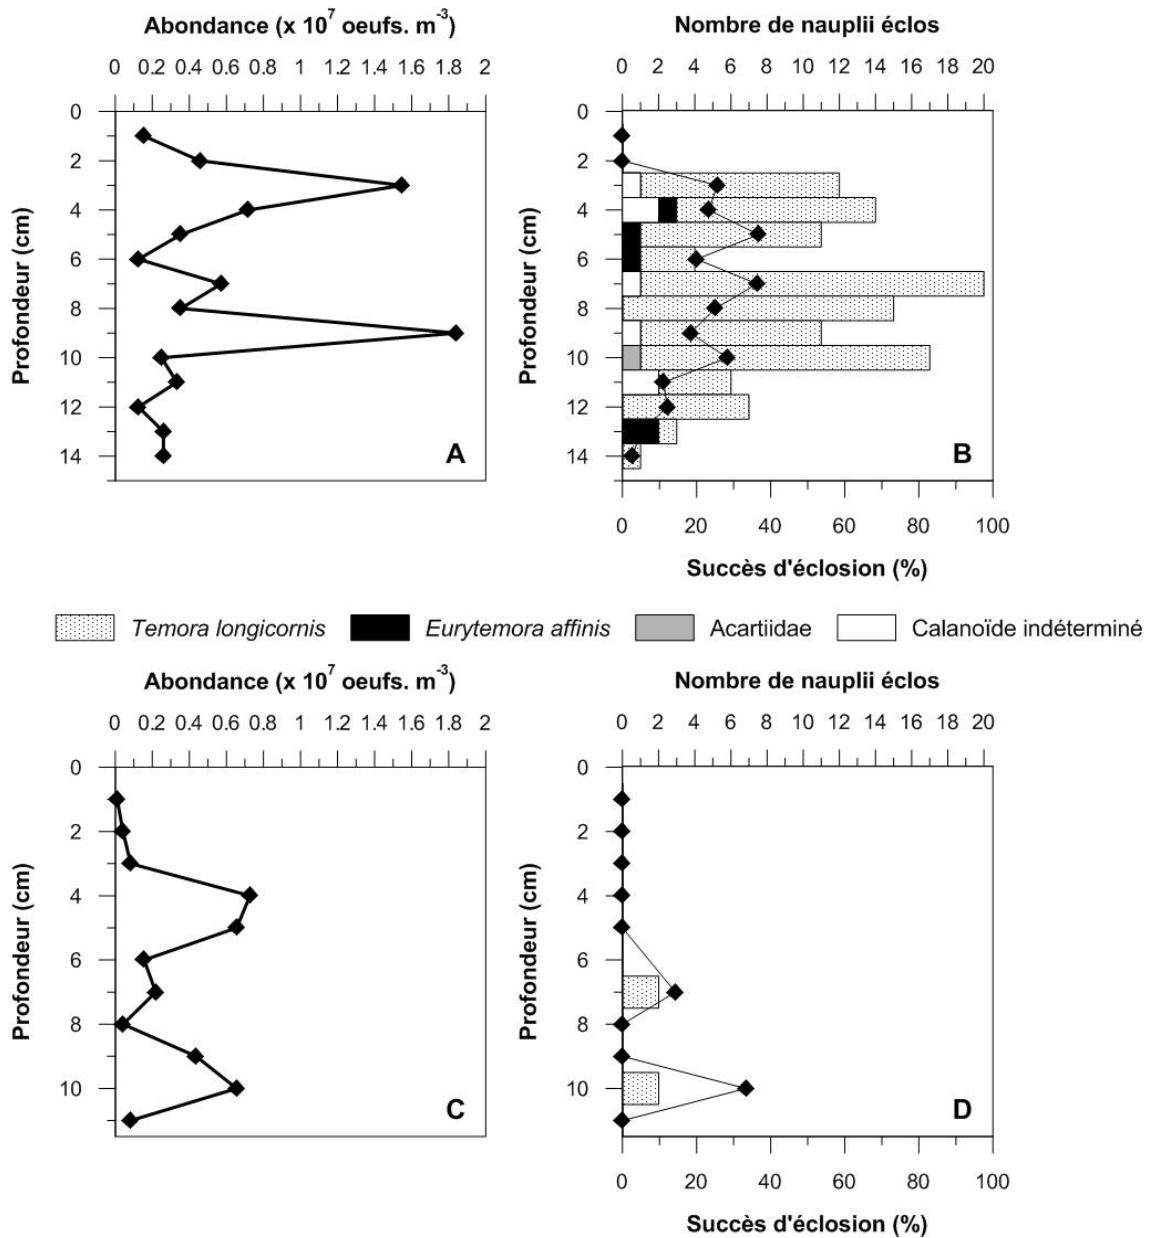 Abondance (x 10⁷ oeufs. m⁻³)
0 0.2 0.4 0.6 0.8 1 1.2 1.4 1.6 1.8 2
0
2
4
6
8
10
12
14
Profondeur (cm)
A
Nombre de nauplii éclos
0 2 4 6 8 10 12 14 16 20
0
2
4
6
8
10
12
14
Profondeur (cm)
B
0 20 40 60 80 100
Succès d'éclosion (%)
Temora longicornis Eurytemora affinis Acartiidae Calanoïde indéterminé
Abondance (x 10⁷ oeufs. m⁻³)
0 0.2 0.4 0.6 0.8 1 1.2 1.4 1.6 1.8 2
0
2
4
6
8
10
Profondeur (cm)
C
Nombre de nauplii éclos
0 2 4 6 8 10 12 14 16 20
0
2
4
6
8
10
Profondeur (cm)
D
0 20 40 60 80 100
Succès d'éclosion (%)